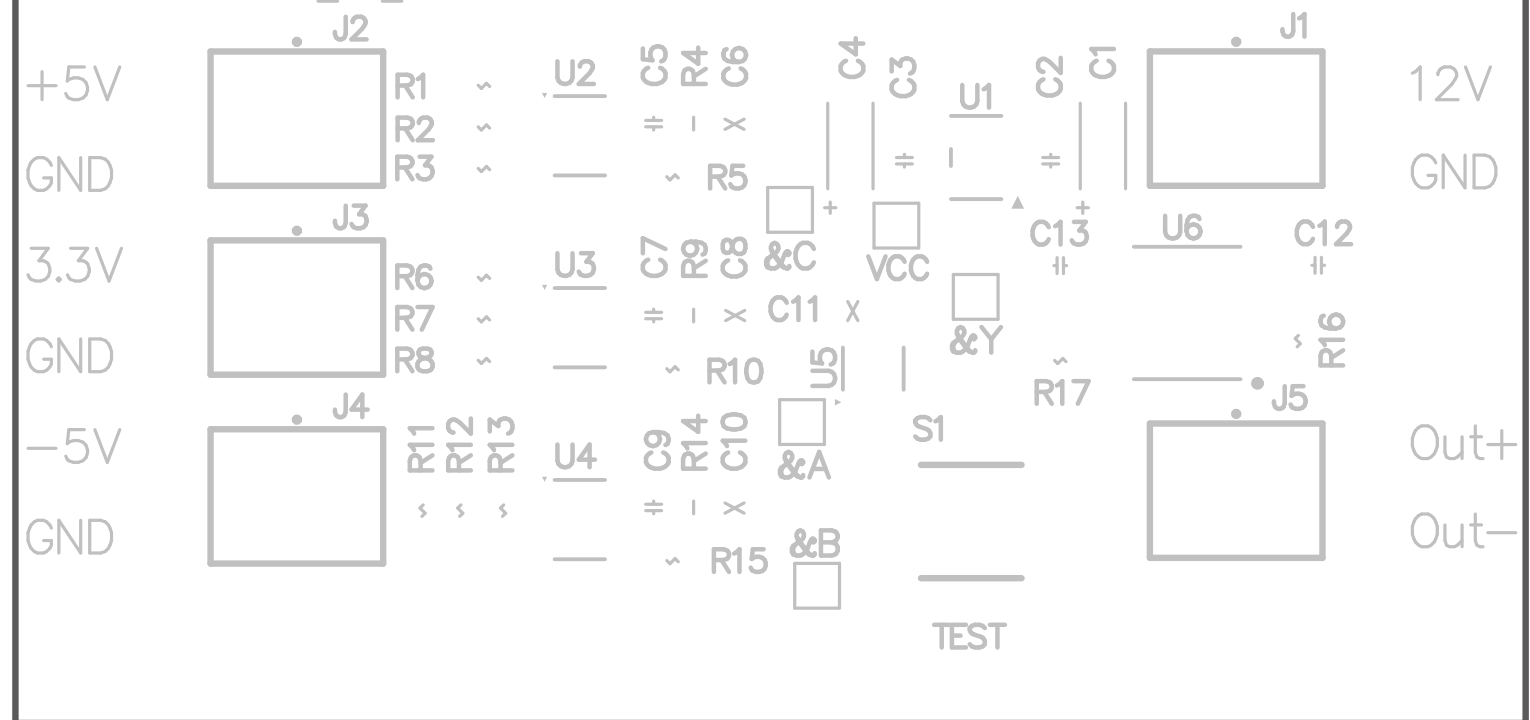 J2
J1
+5V
R1
U2
C5
R4
C6
C4
C3
U1
C2
C1
12V
R2
GND
R3
R5
GND
J3
&C
VCC
C13
U6
C12
3.3V
R6
U3
C7
R9
C8
R7
C11
&Y
R16
GND
R8
R10
U5
R17
J4
J5
-5V
R11
R12
R13
U4
C9
R14
C10
&A
S1
Out+
GND
R15
&B
Out-
TEST